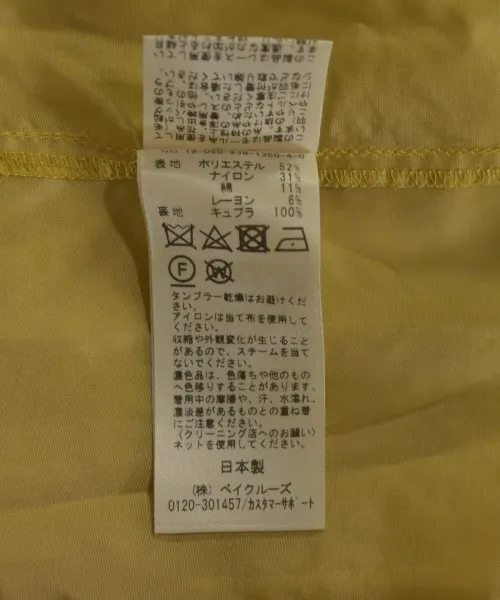 表地 ポリエステル 52%
ナイロン 31%
綿 11%
レーヨン 6%
裏地 キュプラ 100%
F
W
タンブラー乾燥はお避けくだ
さい。
アイロンは当て布を使用して
ください。
収縮や外観変化が生じること
があるので、スチームを当て
ないでください。
濃色品は、色落ちや他のもの
へ色移りすることがあります。
着用中の摩擦や、汗、水濡れ、
濃淡差があるものとの重ね着
にご注意ください。
〈クリーニング店へのお願い〉
ネットを使用してください。
日本製
(株) ベイクルーズ
0120-301457/カスタマーサポート